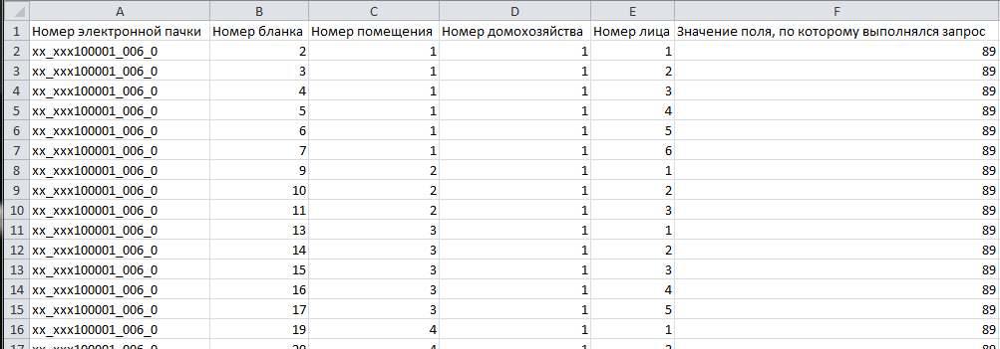 A B C D E F
1 Номер электронной пачки Номер бланка Номер помещения Номер домохозяйства Номер лица Значение поля, по которому выполнялся запрос
2 xx_xxx100001_006_0 2 1 1 1 89
3 xx_xxx100001_006_0 3 1 1 2 89
4 xx_xxx100001_006_0 4 1 1 3 89
5 xx_xxx100001_006_0 5 1 1 4 89
6 xx_xxx100001_006_0 6 1 1 5 89
7 xx_xxx100001_006_0 7 1 1 6 89
8 xx_xxx100001_006_0 9 2 1 1 89
9 xx_xxx100001_006_0 10 2 1 2 89
10 xx_xxx100001_006_0 11 2 1 3 89
11 xx_xxx100001_006_0 13 3 1 1 89
12 xx_xxx100001_006_0 14 3 1 2 89
13 xx_xxx100001_006_0 15 3 1 3 89
14 xx_xxx100001_006_0 16 3 1 4 89
15 xx_xxx100001_006_0 17 3 1 5 89
16 xx_xxx100001_006_0 19 4 1 1 89
17 xx_xxx100001_006_0 20 4 1 2 89